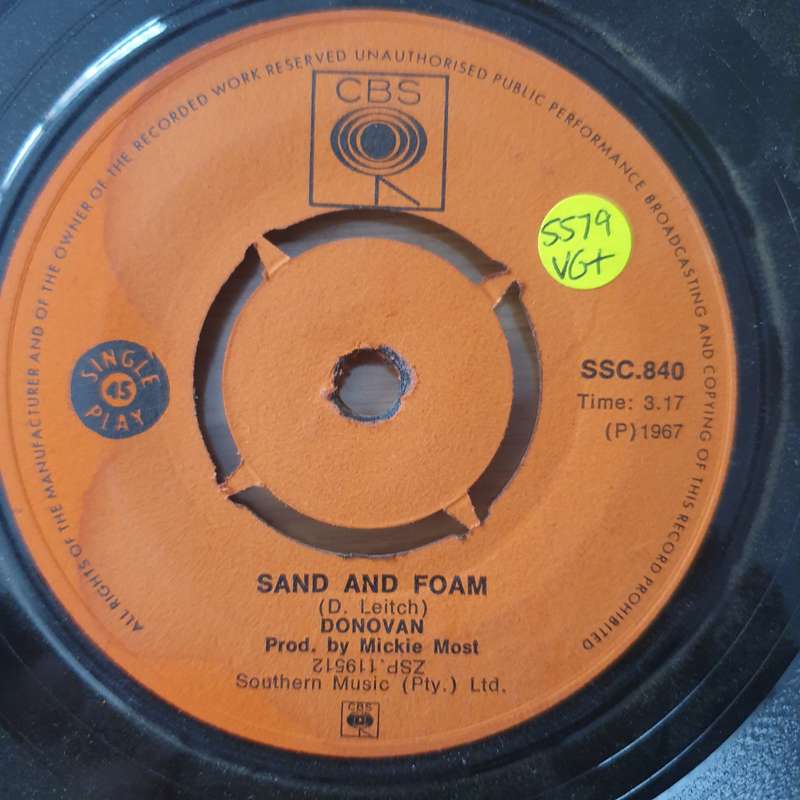 ALL RIGHTS OF THE MANUFACTURER AND OF THE OWNER OF THE RECORDED WORK RESERVED UNAUTHORISED PUBLIC PERFORMANCE BROADCASTING AND COPYING OF THIS RECORD PROHIBITED
CBS
5579
VG+
SINGLE
45
PLAY
SSC.840
Time: 3.17
(P)1967
SAND AND FOAM
(D. Leitch)
DONOVAN
Prod. by Mickie Most
ZSP.119512
Southern Music (Pty.) Ltd.
CBS